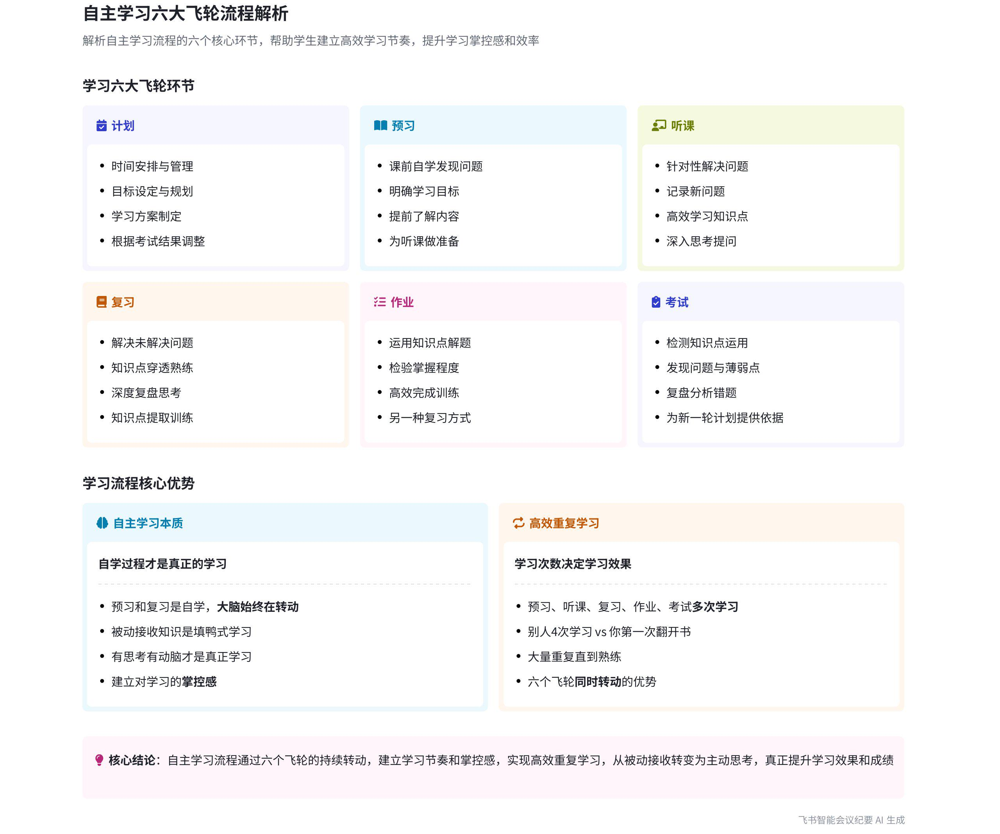 自主学习六大飞轮流程解析
解析自主学习流程的六个核心环节，帮助学生建立高效学习节奏，提升学习掌控感和效率
学习六大飞轮环节
计划
• 时间安排与管理
• 目标设定与规划
• 学习方案制定
• 根据考试结果调整
预习
• 课前自学发现问题
• 明确学习目标
• 提前了解内容
• 为听课做准备
听课
• 针对性解决问题
• 记录新问题
• 高效学习知识点
• 深入思考提问
复习
• 解决未解决问题
• 知识点穿透熟练
• 深度复盘思考
• 知识点提取训练
作业
• 运用知识点解题
• 检验掌握程度
• 高效完成训练
• 另一种复习方式
考试
• 检测知识点运用
• 发现问题与薄弱点
• 复盘分析错题
• 为新一轮计划提供依据
学习流程核心优势
自主学习本质
自学过程才是真正的学习
• 预习和复习是自学，大脑始终在转动
• 被动接收知识是填鸭式学习
• 有思考有动脑才是真正学习
• 建立对学习的掌控感
高效重复学习
学习次数决定学习效果
• 预习、听课、复习、作业、考试多次学习
• 别人4次学习 vs 你第一次翻开书
• 大量重复直到熟练
• 六个飞轮同时转动的优势
核心结论：自主学习流程通过六个飞轮的持续转动，建立学习节奏和掌控感，实现高效重复学习，从被动接收转变为主动思考，真正提升学习效果和成绩
飞书智能会议纪要 AI 生成